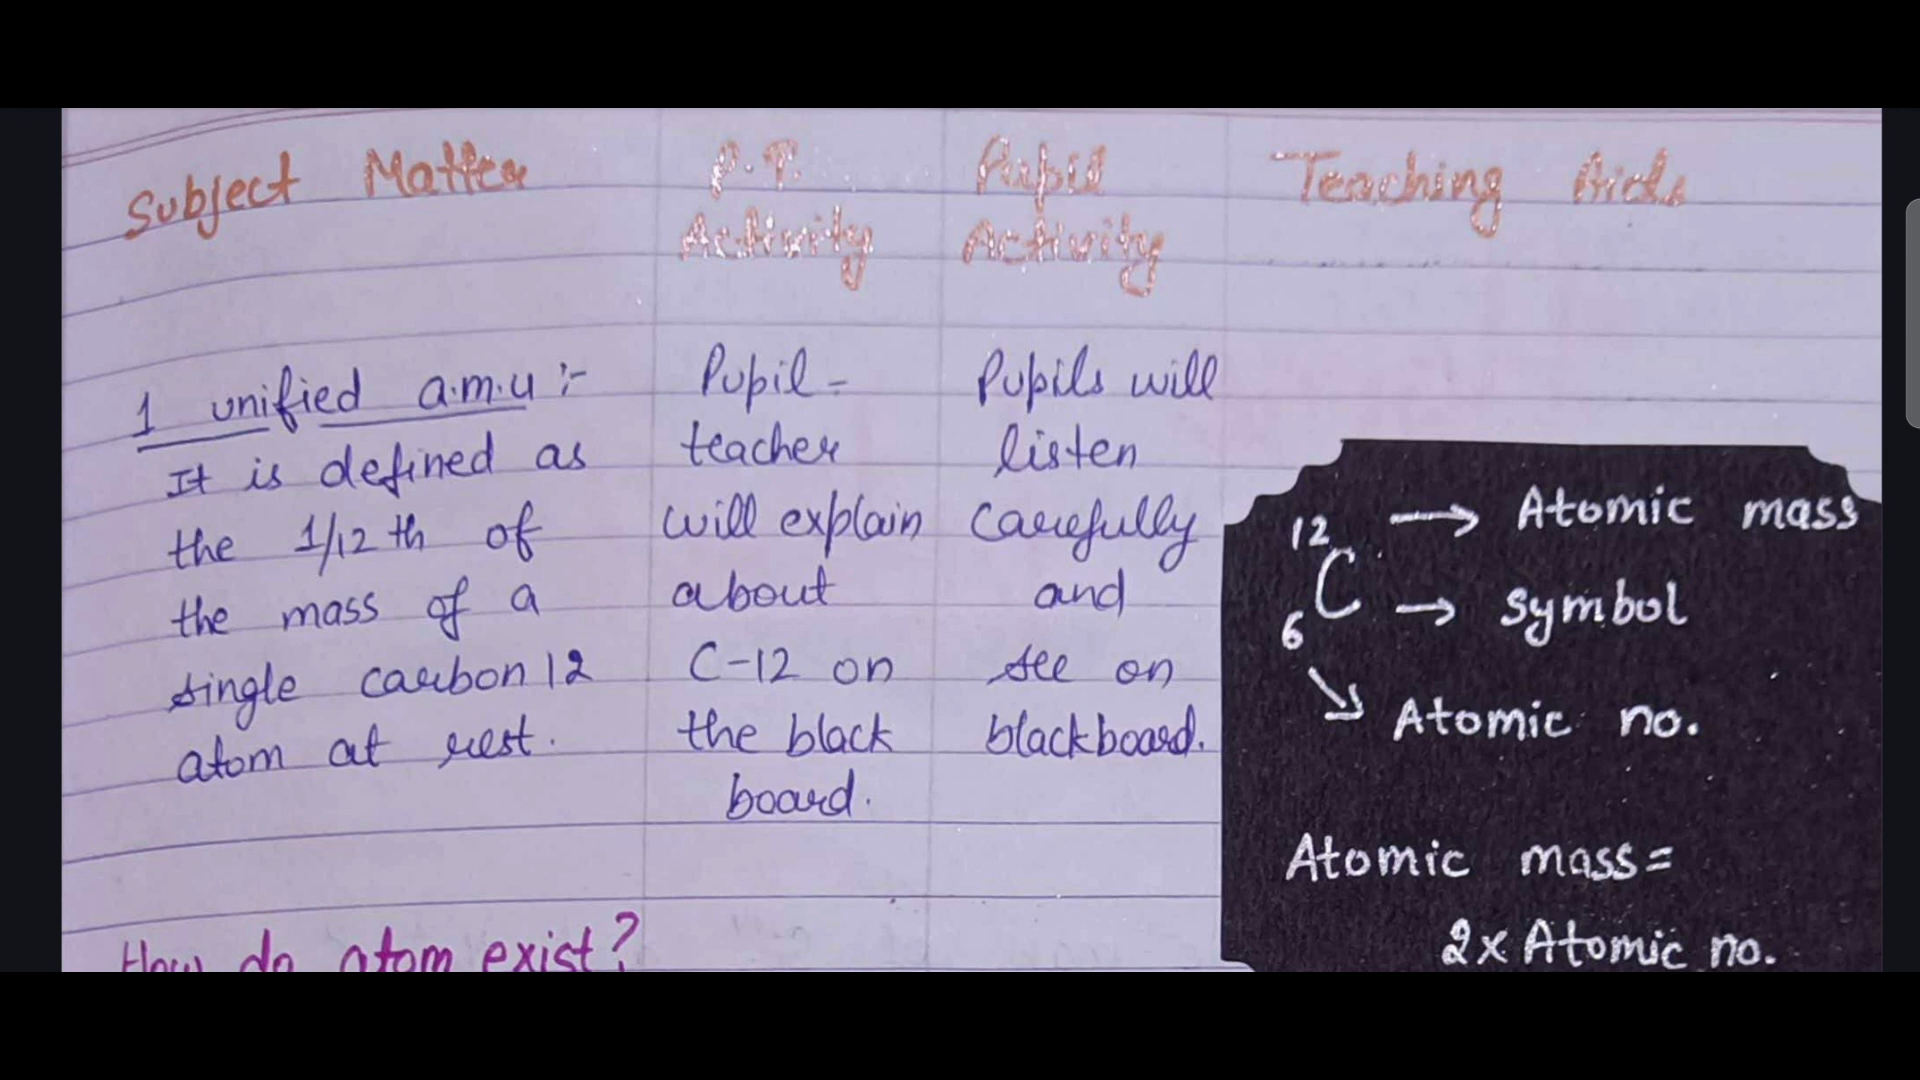 Subject Matter
P.T. Activity
Pupil Activity
Teaching Aids
1 unified a.m.u :-
It is defined as
the 1/12 th of
the mass of a
single carbon 12
atom at rest.
Pupil -
teacher
will explain
about
C-12 on
the black
board.
Pupils will
listen
carefully
and
see on
blackboard.
12 → Atomic mass
C → Symbol
6
↘ Atomic no.
Atomic mass =
2 x Atomic no.
How do atom exist?